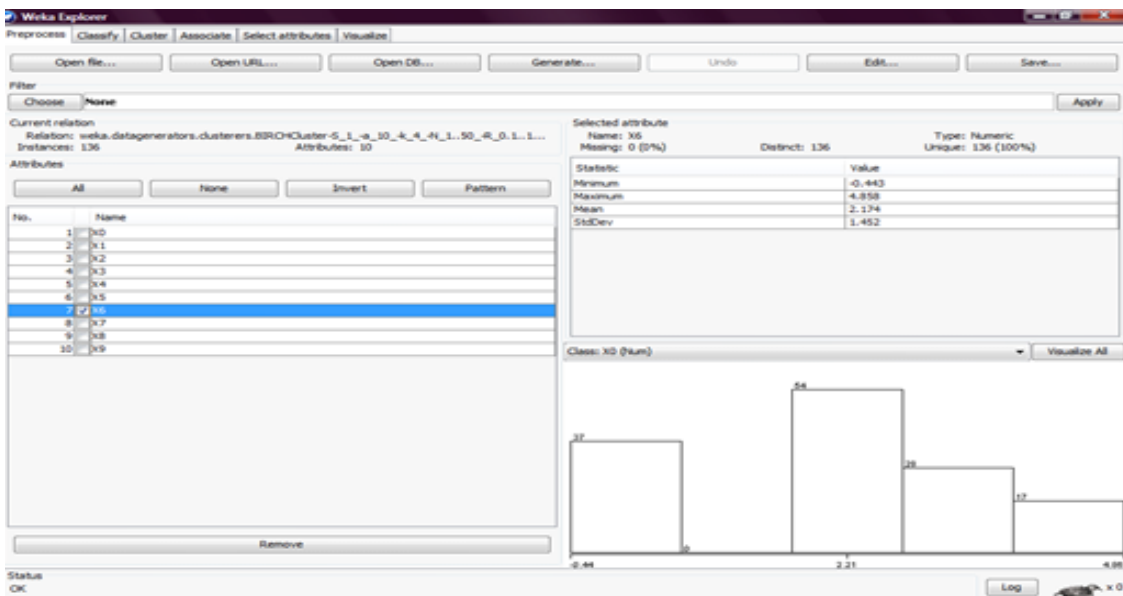 Weka Explorer
Preprocess Classify Cluster Associate Select attributes Visualize
Open file... Open URL... Open DB... Generate... Undo Edit... Save...
Filter
Choose None Apply
Current relation
Relation: weka.datagenerators.clusterers.BIRCHCluster-S_1_-a_10_-k_4_-N_1..50_-R_0.1..1...
Instances: 136 Attributes: 10
Attributes
All None Invert Pattern
No. Name
1 X0
2 X1
3 X2
4 X3
5 X4
6 X5
7 X6
8 X7
9 X8
10 X9
Remove
Selected attribute
Name: X6 Type: Numeric
Missing: 0 (0%) Distinct: 136 Unique: 136 (100%)
Statistic Value
Minimum -0.443
Maximum 4.858
Mean 2.174
StdDev 1.452
Class: X0 (Num) Visualize All
54
37
17
0
-0.44 2.21 4.86
Status
OK
Log x 0